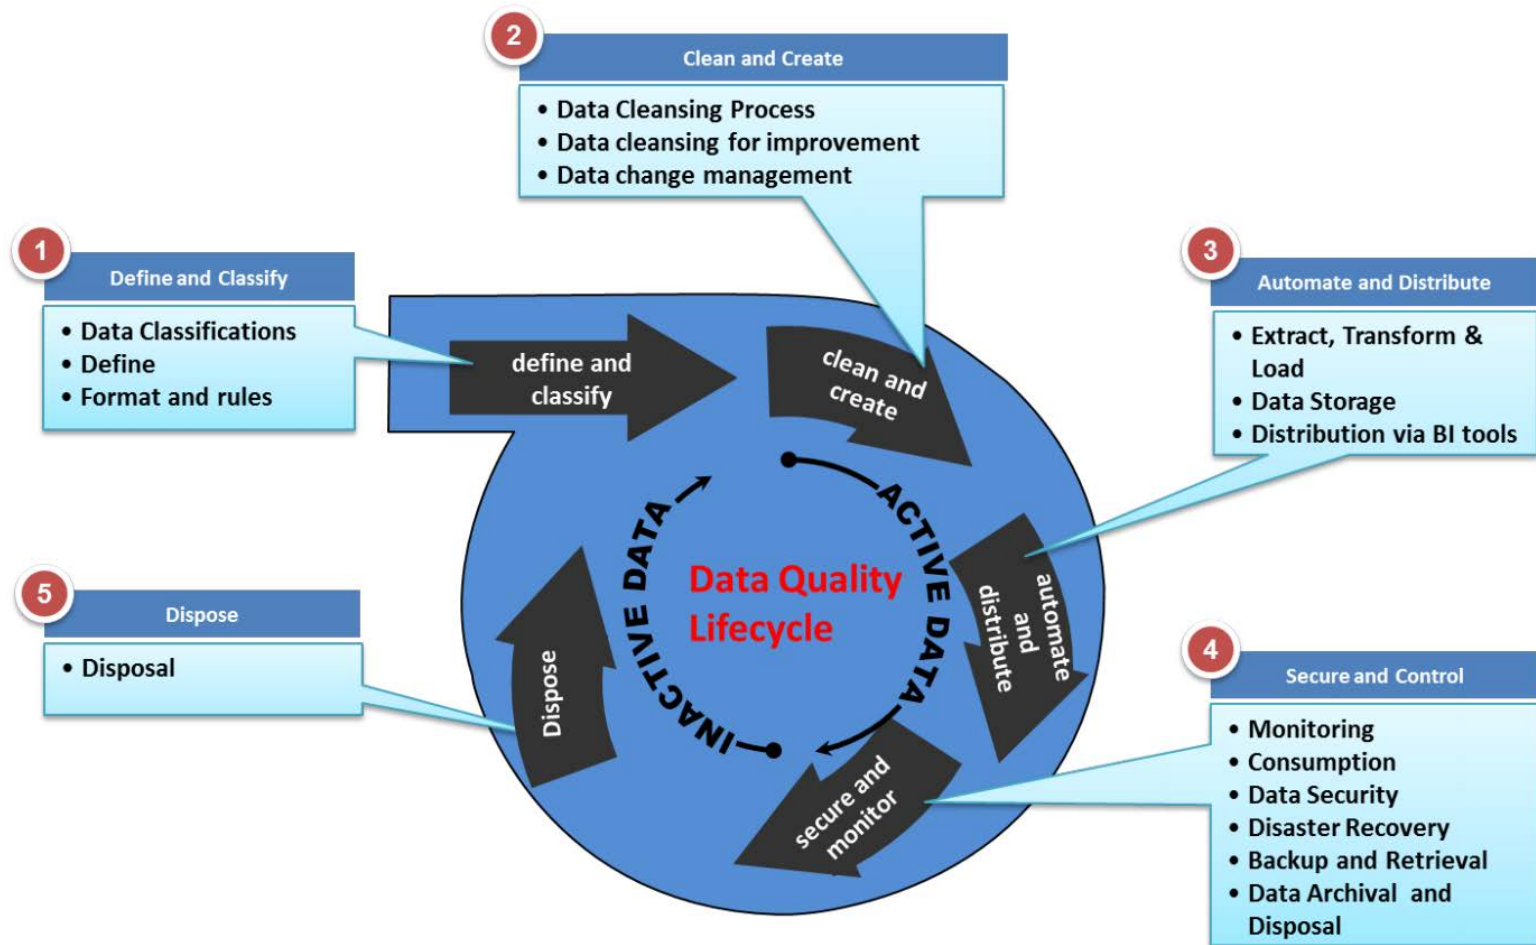 2
Clean and Create
• Data Cleansing Process
• Data cleansing for improvement
• Data change management
1
Define and Classify
• Data Classifications
• Define
• Format and rules
3
Automate and Distribute
• Extract, Transform &
Load
• Data Storage
• Distribution via BI tools
define and
classify
clean and
create
automate
and
distribute
secure and
monitor
Dispose
ACTIVE DATA
INACTIVE DATA
Data Quality
Lifecycle
5
Dispose
• Disposal
4
Secure and Control
• Monitoring
• Consumption
• Data Security
• Disaster Recovery
• Backup and Retrieval
• Data Archival and
Disposal